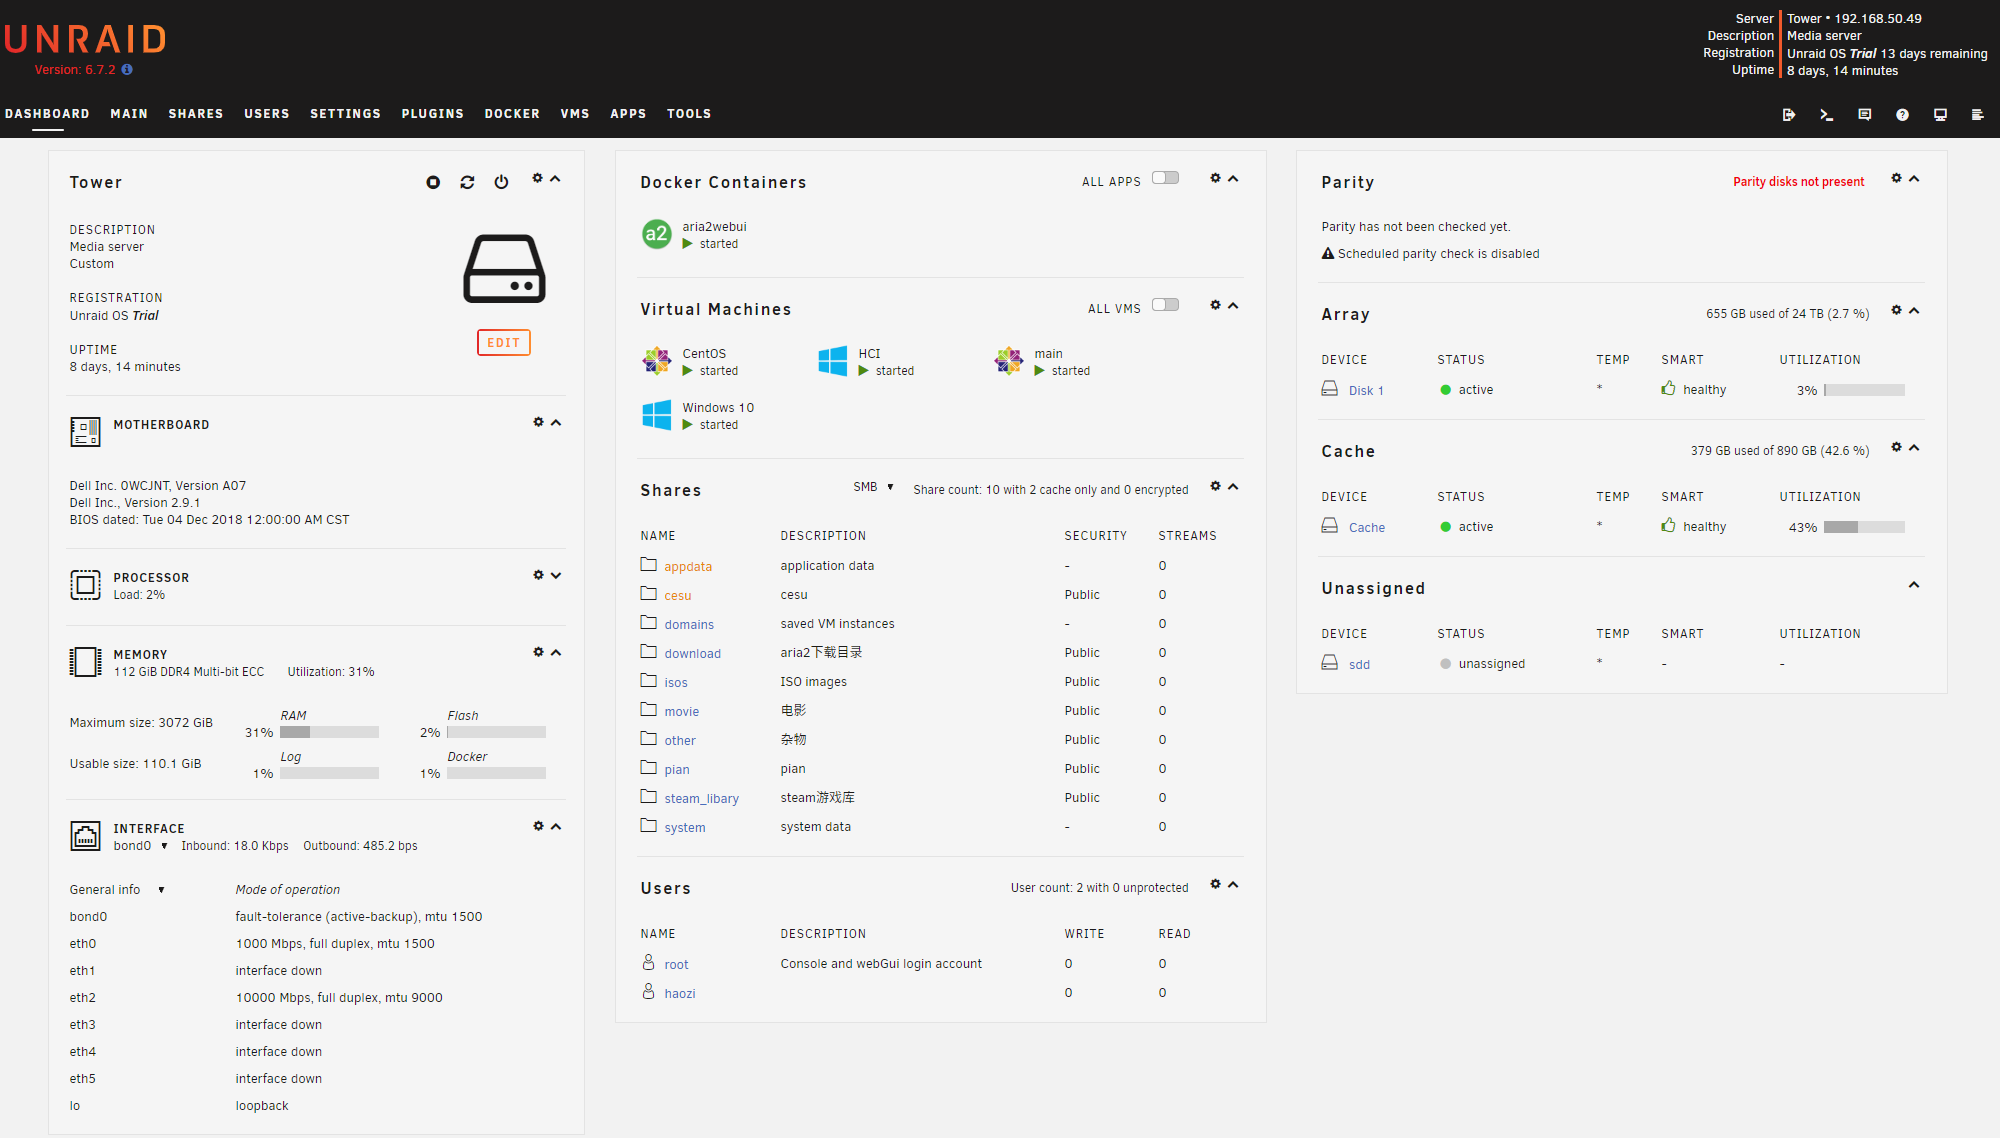 UNRAID
Version: 6.7.2
Server Tower • 192.168.50.49
Description Media server
Registration Unraid OS Trial 13 days remaining
Uptime 8 days, 14 minutes
DASHBOARD MAIN SHARES USERS SETTINGS PLUGINS DOCKER VMS APPS TOOLS
Tower
DESCRIPTION
Media server
Custom
REGISTRATION
Unraid OS Trial
EDIT
UPTIME
8 days, 14 minutes
MOTHERBOARD
Dell Inc. 0WCJNT, Version A07
Dell Inc., Version 2.9.1
BIOS dated: Tue 04 Dec 2018 12:00:00 AM CST
PROCESSOR
Load: 2%
MEMORY
112 GiB DDR4 Multi-bit ECC Utilization: 31%
RAM Flash
Maximum size: 3072 GiB 31% 2%
Log Docker
Usable size: 110.1 GiB 1% 1%
INTERFACE
bond0 Inbound: 18.0 Kbps Outbound: 485.2 bps
General info Mode of operation
bond0 fault-tolerance (active-backup), mtu 1500
eth0 1000 Mbps, full duplex, mtu 1500
eth1 interface down
eth2 10000 Mbps, full duplex, mtu 9000
eth3 interface down
eth4 interface down
eth5 interface down
lo loopback
Docker Containers ALL APPS
a2 aria2webui
started
Virtual Machines ALL VMS
CentOS HCI main
started started started
Windows 10
started
Shares SMB Share count: 10 with 2 cache only and 0 encrypted
NAME DESCRIPTION SECURITY STREAMS
appdata application data - 0
cesu cesu Public 0
domains saved VM instances - 0
download aria2下载目录 Public 0
isos ISO images Public 0
movie 电影 Public 0
other 杂物 Public 0
pian pian Public 0
steam_libary steam游戏库 Public 0
system system data - 0
Users User count: 2 with 0 unprotected
NAME DESCRIPTION WRITE READ
root Console and webGui login account 0 0
haozi 0 0
Parity Parity disks not present
Parity has not been checked yet.
Scheduled parity check is disabled
Array 655 GB used of 24 TB (2.7 %)
DEVICE STATUS TEMP SMART UTILIZATION
Disk 1 active * healthy 3%
Cache 379 GB used of 890 GB (42.6 %)
DEVICE STATUS TEMP SMART UTILIZATION
Cache active * healthy 43%
Unassigned
DEVICE STATUS TEMP SMART UTILIZATION
sdd unassigned * - -